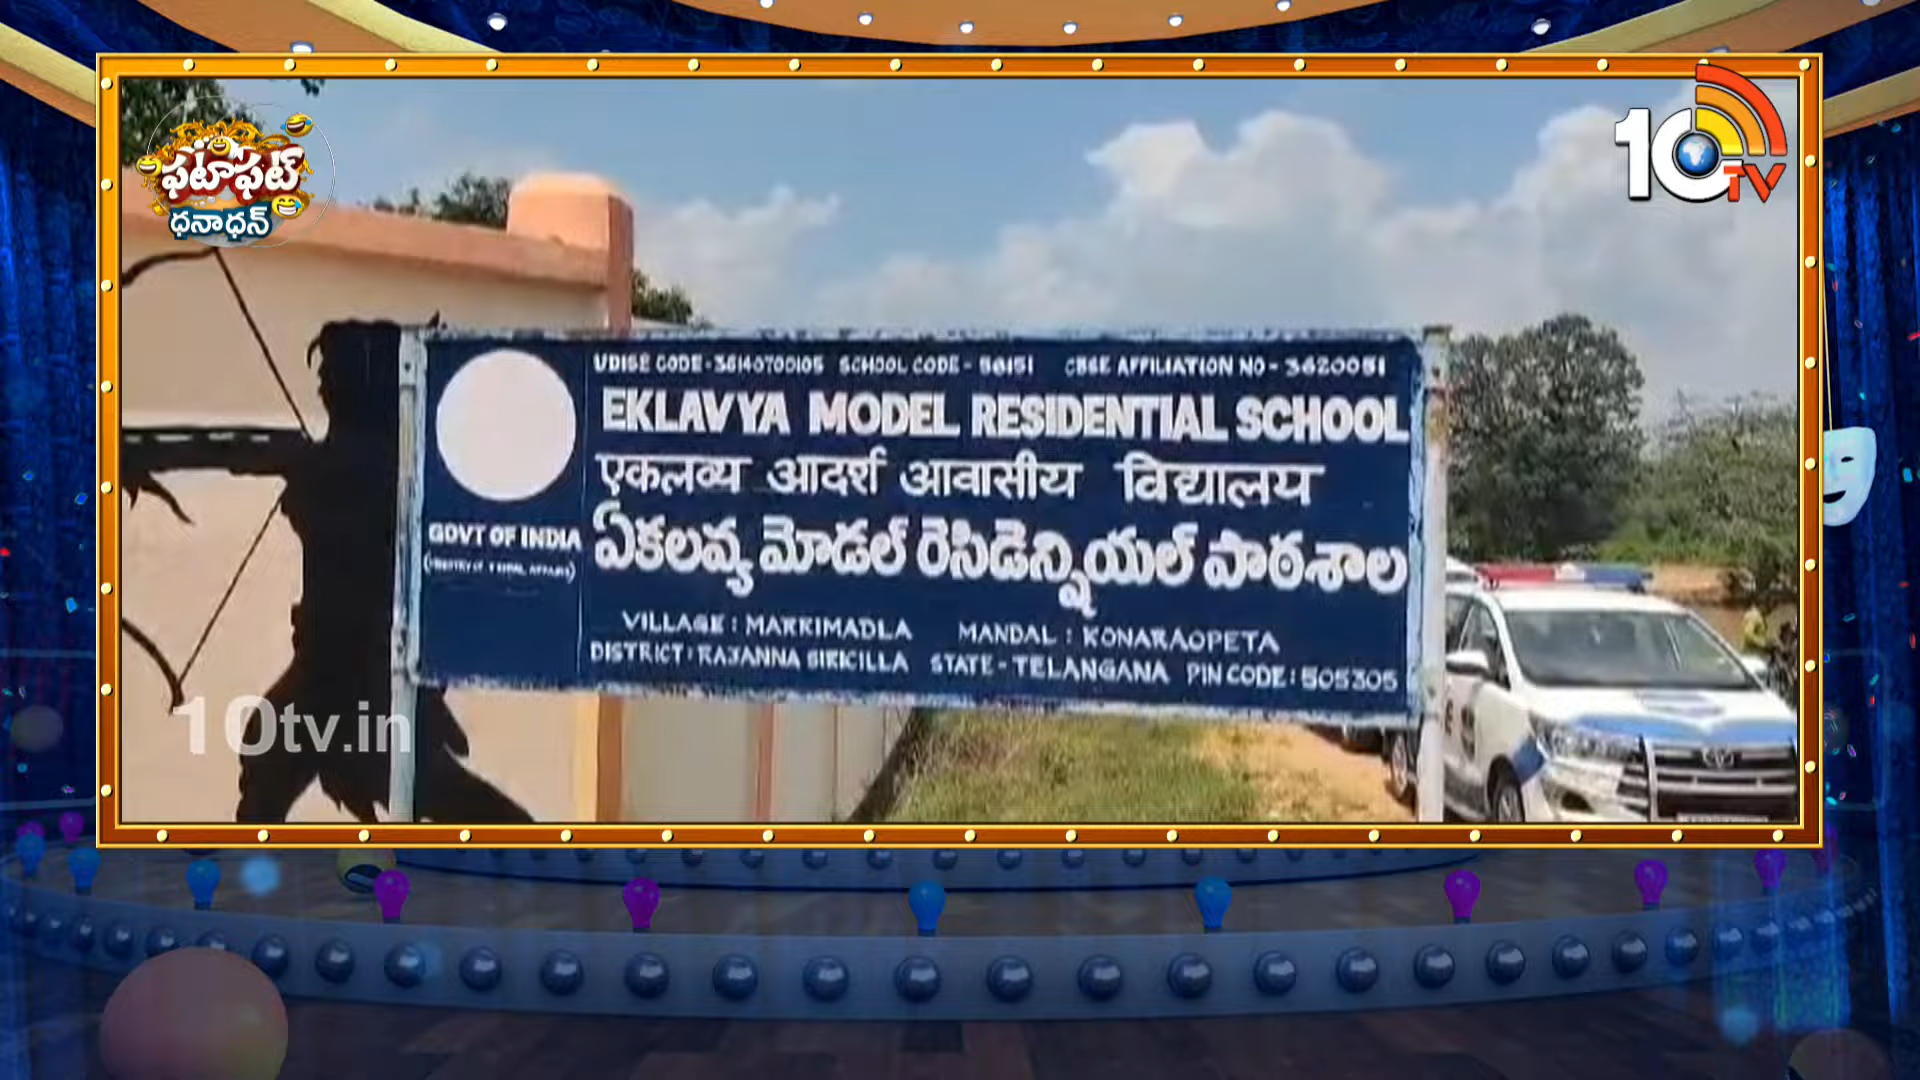 ఫటాఫట్
ధనాధన్
10TV
UDISE CODE-36140700105 SCHOOL CODE - 56151 CBSE AFFILIATION NO - 3620051
EKLAVYA MODEL RESIDENTIAL SCHOOL
एकलव्य आदर्श आवासीय विद्यालय
ఏకలవ్య మోడల్ రెసిడెన్షియల్ పాఠశాల
GOVT OF INDIA
VILLAGE : MARRIMADLA MANDAL : KONARAOPETA
DISTRICT : RAJANNA SIRICILLA STATE - TELANGANA PIN CODE : 505305
10tv.in